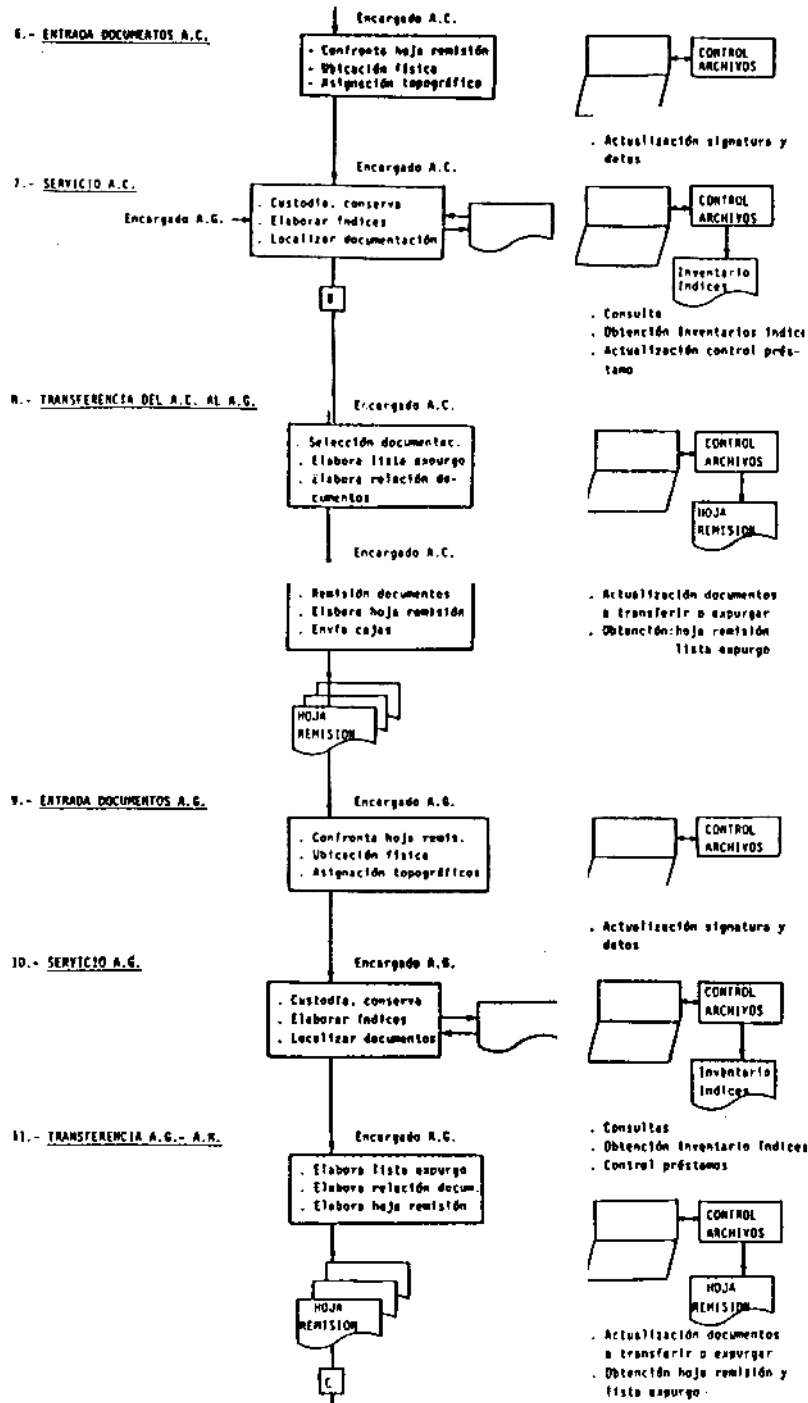 Encargado A.C.
6.- ENTRADA DOCUMENTOS A.C.
- Confronta hoja remisión
- Ubicación física
- Asignación topográfico
CONTROL
ARCHIVOS
. Actualización signatura y
datos
Encargado A.C.
7.- SERVICIO A.C.
Encargado A.G.
. Custodia, conserva
. Elaborar índices
. Localizar documentación
CONTROL
ARCHIVOS
Inventario
Indices
B
. Consulta
. Obtención Inventarios índici
. Actualización control prés-
tamo
8.- TRANSFERENCIA DEL A.C. AL A.G.
Encargado A.C.
. Selección documentac.
. Elabora lista expurgo
. Elabora relación do-
cumentos
CONTROL
ARCHIVOS
HOJA
REMISION
Encargado A.C.
. Remisión documentos
. Elabora hoja remisión
. Envío cajas
. Actualización documentos
a transferir o expurgar
. Obtención:hoja remisión
lista expurgo
HOJA
REMISION
9.- ENTRADA DOCUMENTOS A.G.
Encargado A.G.
. Confronta hoja remis.
. Ubicación física
. Asignación topográficos
CONTROL
ARCHIVOS
. Actualización signatura y
datos
10.- SERVICIO A.G.
Encargado A.G.
. Custodia, conserva
. Elaborar índices
. Localizar documentos
CONTROL
ARCHIVOS
Inventario
Indices
11.- TRANSFERENCIA A.G.- A.H.
Encargado A.G.
. Elabora lista expurgo
. Elabora relación docum.
. Elabora hoja remisión
. Consultas
. Obtención Inventario Indices
. Control préstamos
CONTROL
ARCHIVOS
HOJA
REMISION
HOJA
REMISION
. Actualización documentos
a transferir o expurgar
. Obtención hoja remisión y
lista expurgo.
C